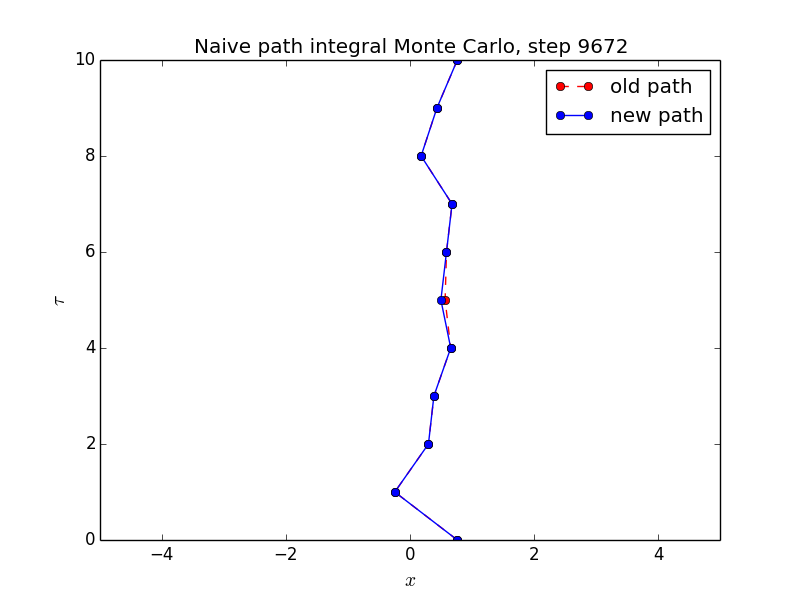 Naive path integral Monte Carlo, step 9672
10
8
6
4
2
0
τ
old path
new path
−4
−2
0
2
4
x